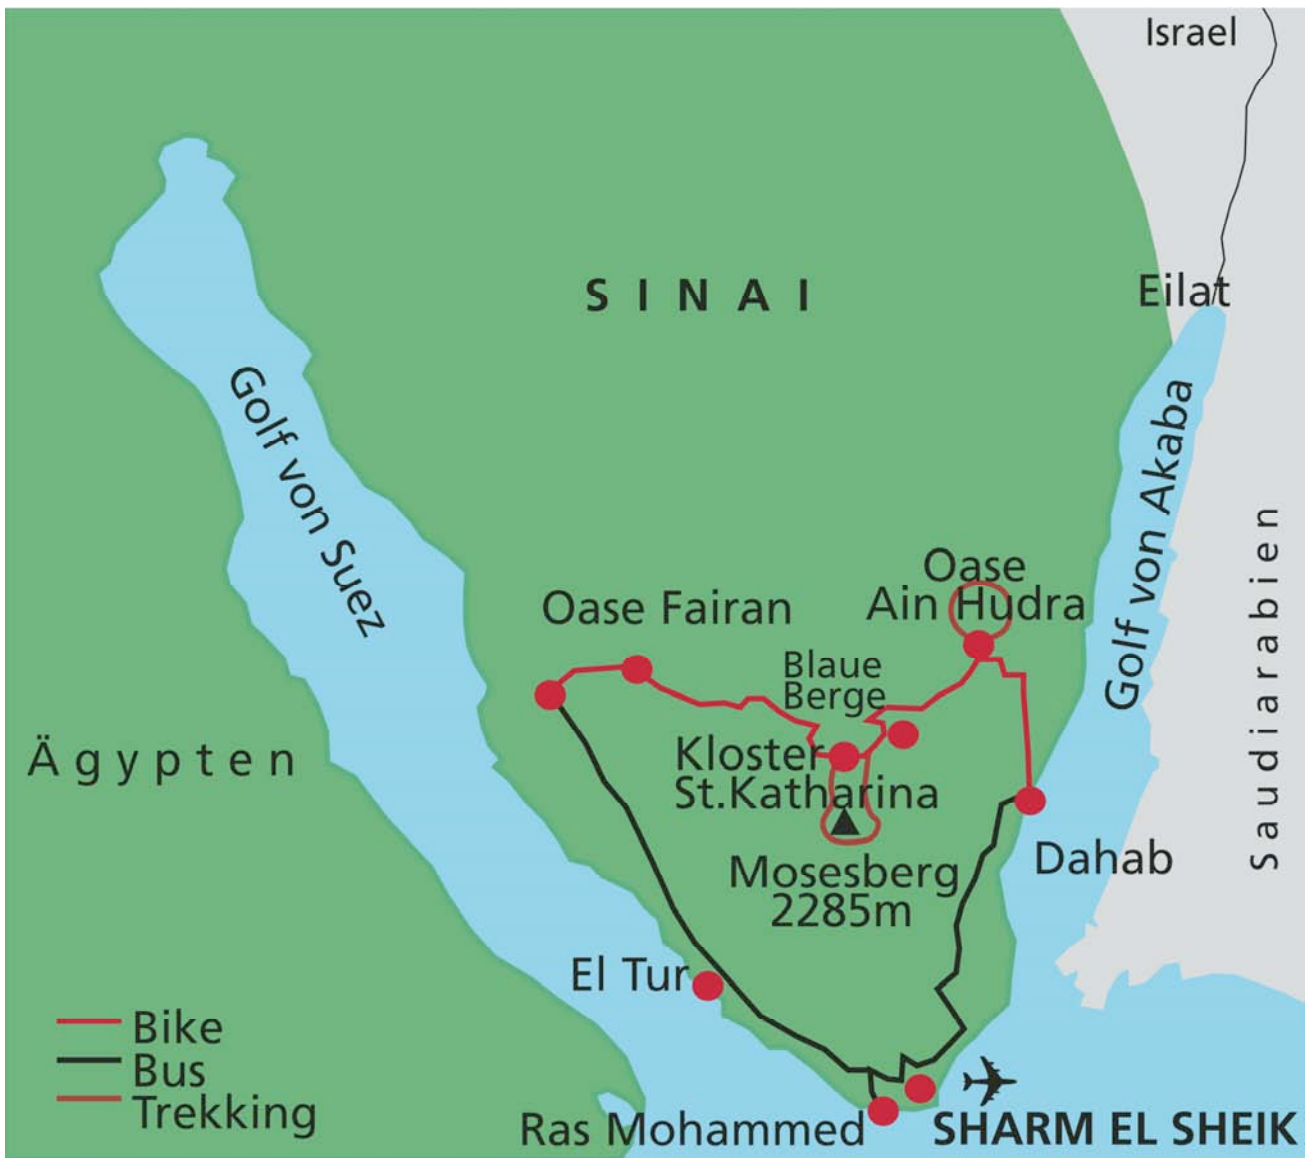 Israel
SINAI
Eilat
Golf von Suez
Golf von Akaba
Saudiarabien
Oase
Ain Hudra
Oase Fairan
Blaue
Berge
Ägypten
Kloster
St.Katharina
Mosesberg
2285m
Dahab
El Tur
Bike
Bus
Trekking
Ras Mohammed
SHARM EL SHEIK